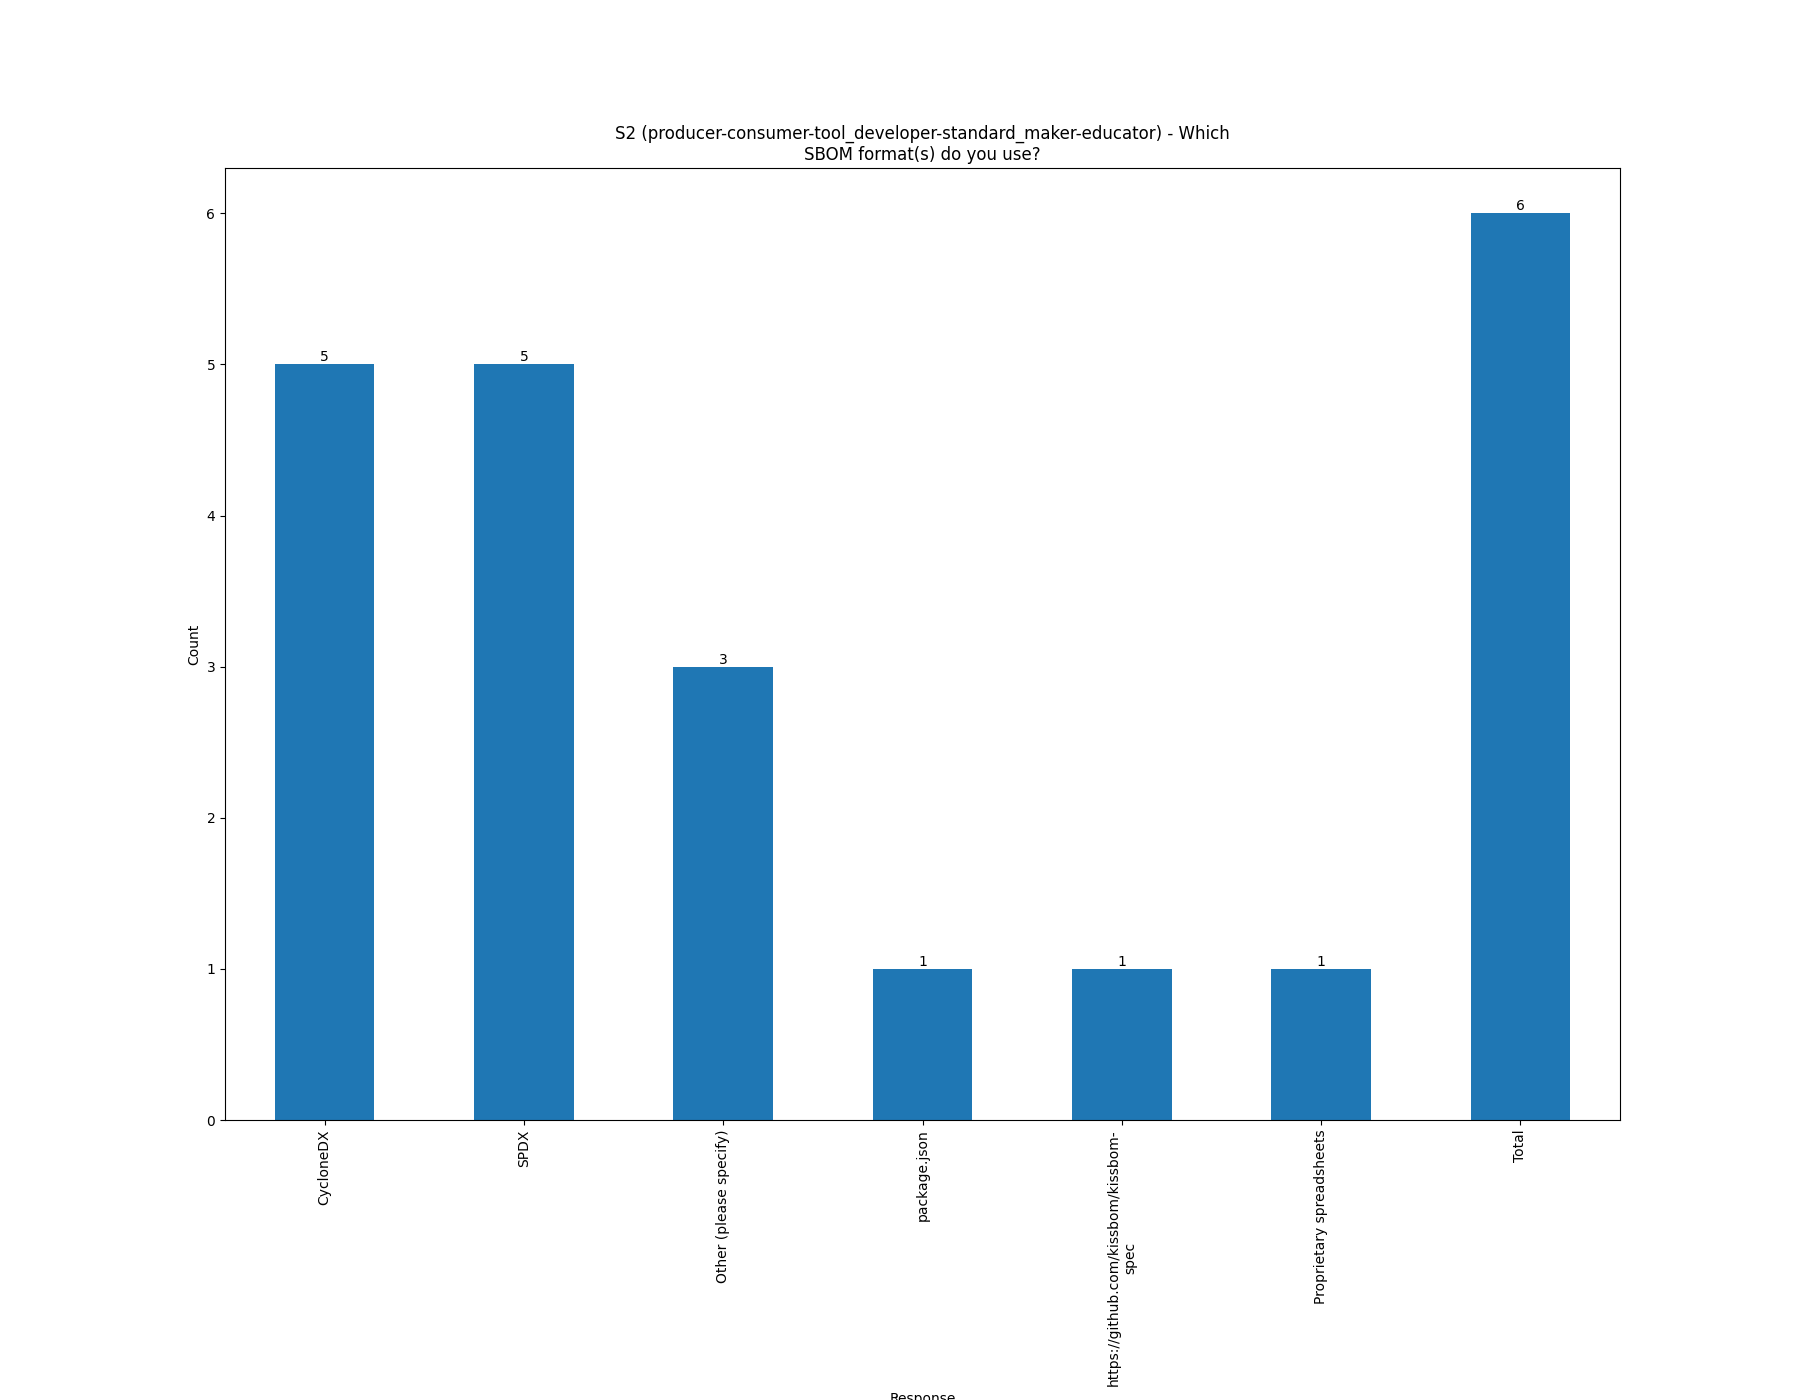 S2 (producer-consumer-tool_developer-standard_maker-educator) - Which
SBOM format(s) do you use?
Count
6
5
4
3
2
1
0
5
5
3
1
1
1
6
CycloneDX
SPDX
Other (please specify)
package.json
https://github.com/kissbom/kissbom-
spec
Proprietary spreadsheets
Total
Response